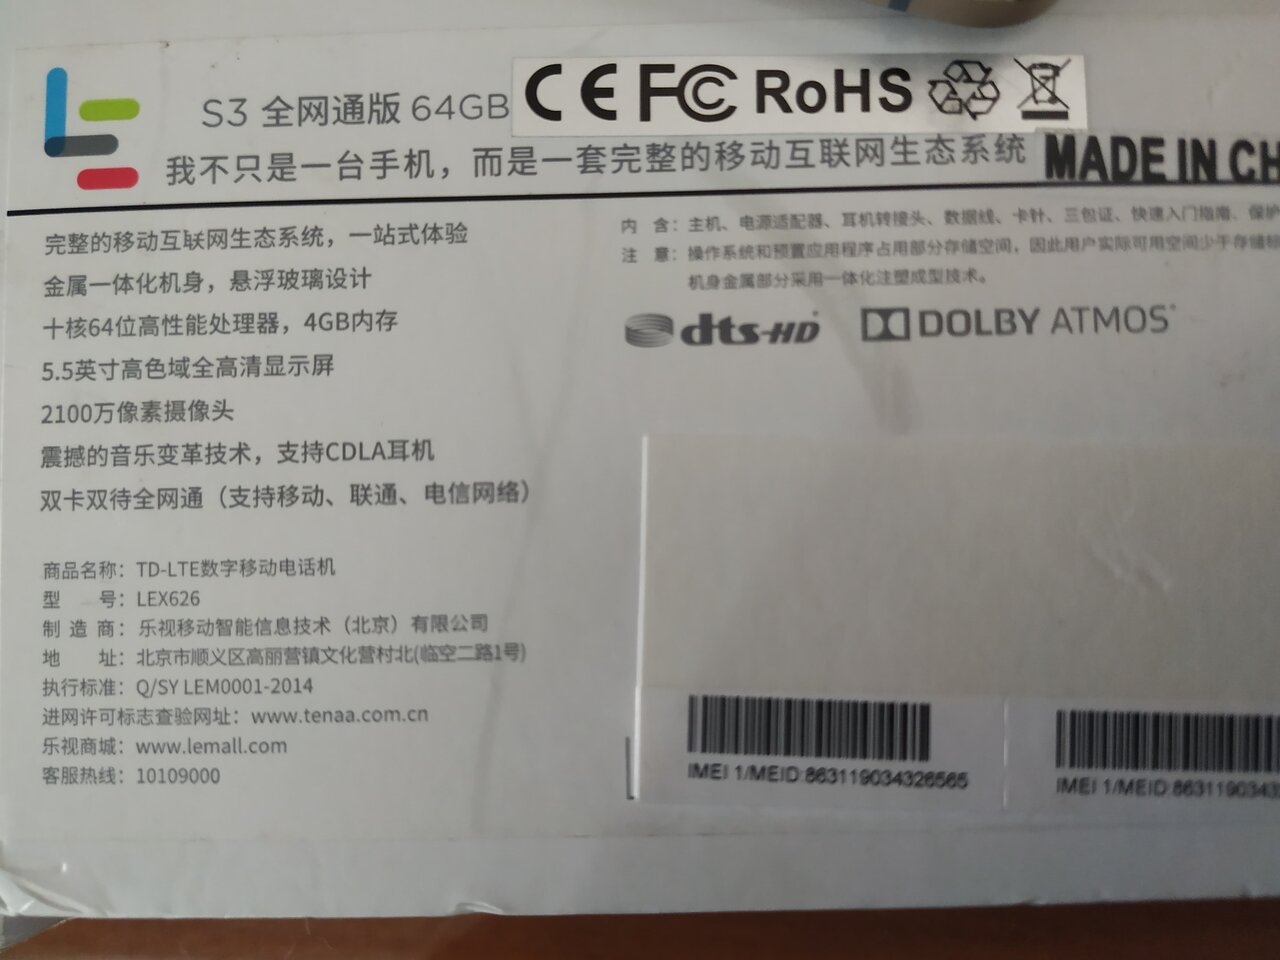 S3 全网通版 64GB
CE FC RoHS
我不只是一台手机，而是一套完整的移动互联网生态系统
MADE IN CH
完整的移动互联网生态系统，一站式体验
金属一体化机身，悬浮玻璃设计
十核64位高性能处理器，4GB内存
5.5英寸高色域全高清显示屏
2100万像素摄像头
震撼的音乐变革技术，支持CDLA耳机
双卡双待全网通（支持移动、联通、电信网络）
商品名称：TD-LTE数字移动电话机
型 号：LEX626
制 造 商：乐视移动智能信息技术（北京）有限公司
地 址：北京市顺义区高丽营镇文化营村北(临空二路1号)
执行标准：Q/SY LEM0001-2014
进网许可标志查验网址：www.tenaa.com.cn
乐视商城：www.lemall.com
客服热线：10109000
内 含：主机、电源适配器、耳机转接头、数据线、卡针、三包证、快速入门指南、保护
注 意：操作系统和预置应用程序占用部分存储空间，因此用户实际可用空间少于存储标
机身金属部分采用一体化注塑成型技术。
dts-HD
DOLBY ATMOS
IMEI 1/MEID:863119034326565
IMEI 1/MEID:8631190343